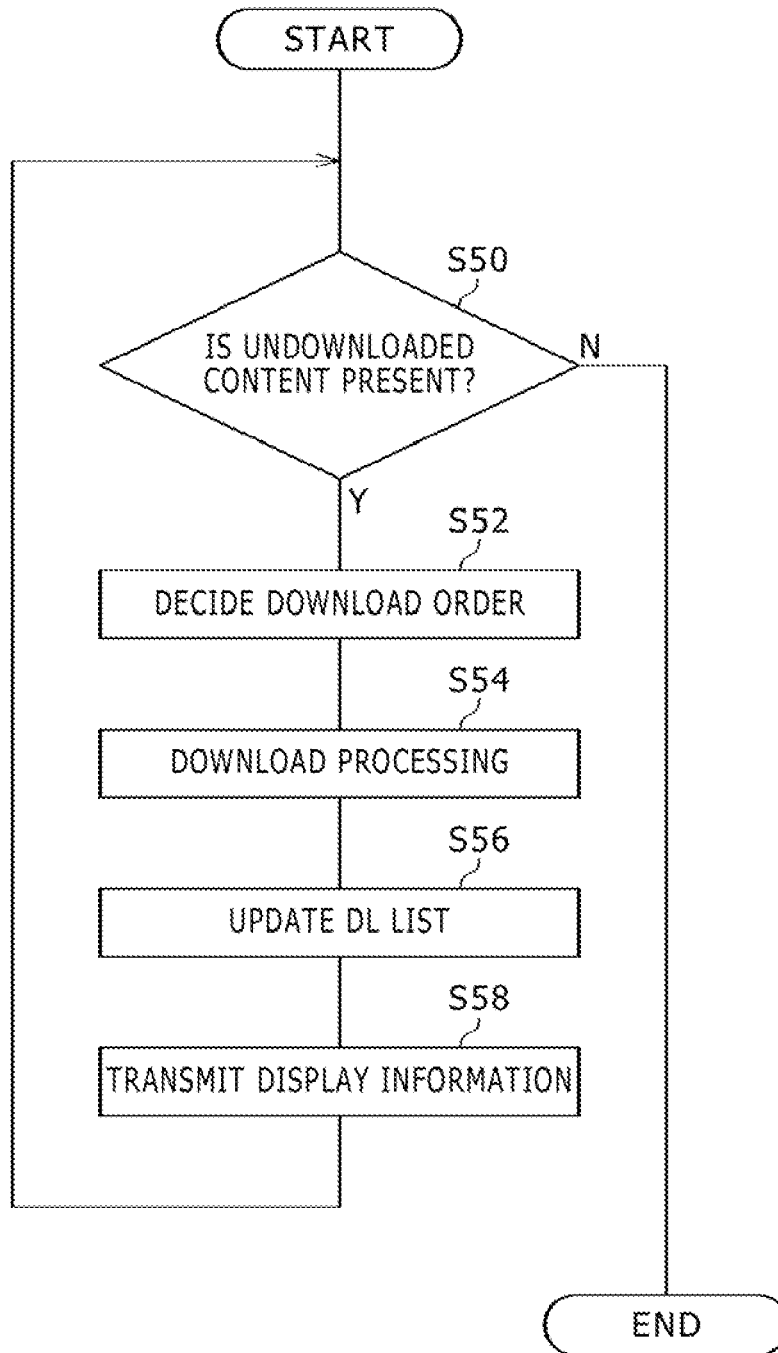 START
S50
IS UNDOWNLOADED
CONTENT PRESENT?
N
Y
S52
DECIDE DOWNLOAD ORDER
S54
DOWNLOAD PROCESSING
S56
UPDATE DL LIST
S58
TRANSMIT DISPLAY INFORMATION
END